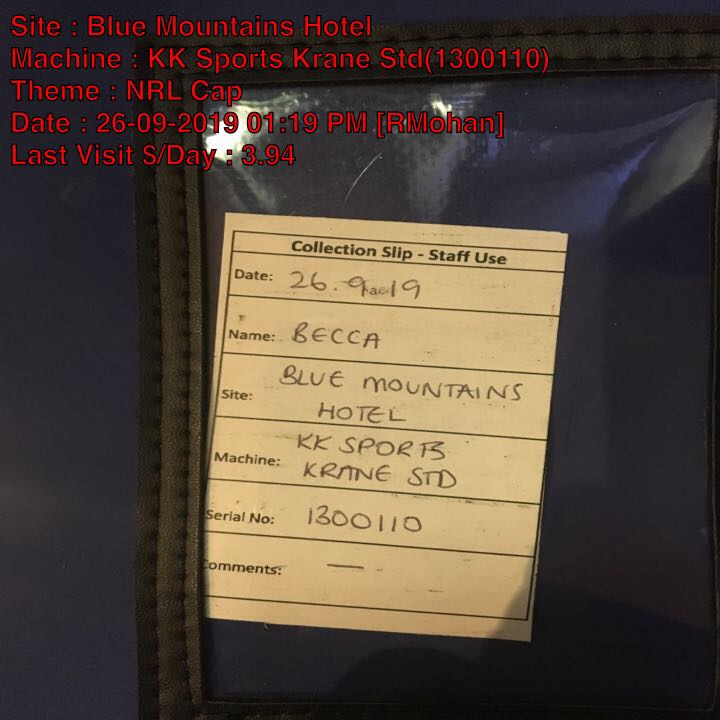 Site : Blue Mountains Hotel
Machine : KK Sports Krane Std(1300110)
Theme : NRL Cap
Date : 26-09-2019 01:19 PM [RMohan]
Last Visit $/Day : 3.94
Collection Slip - Staff Use
Date: 26.9.19
Name: BECCA
Site: BLUE MOUNTAINS
HOTEL
Machine: KK SPORTS
KRANE STD
Serial No: 1300110
Comments: —